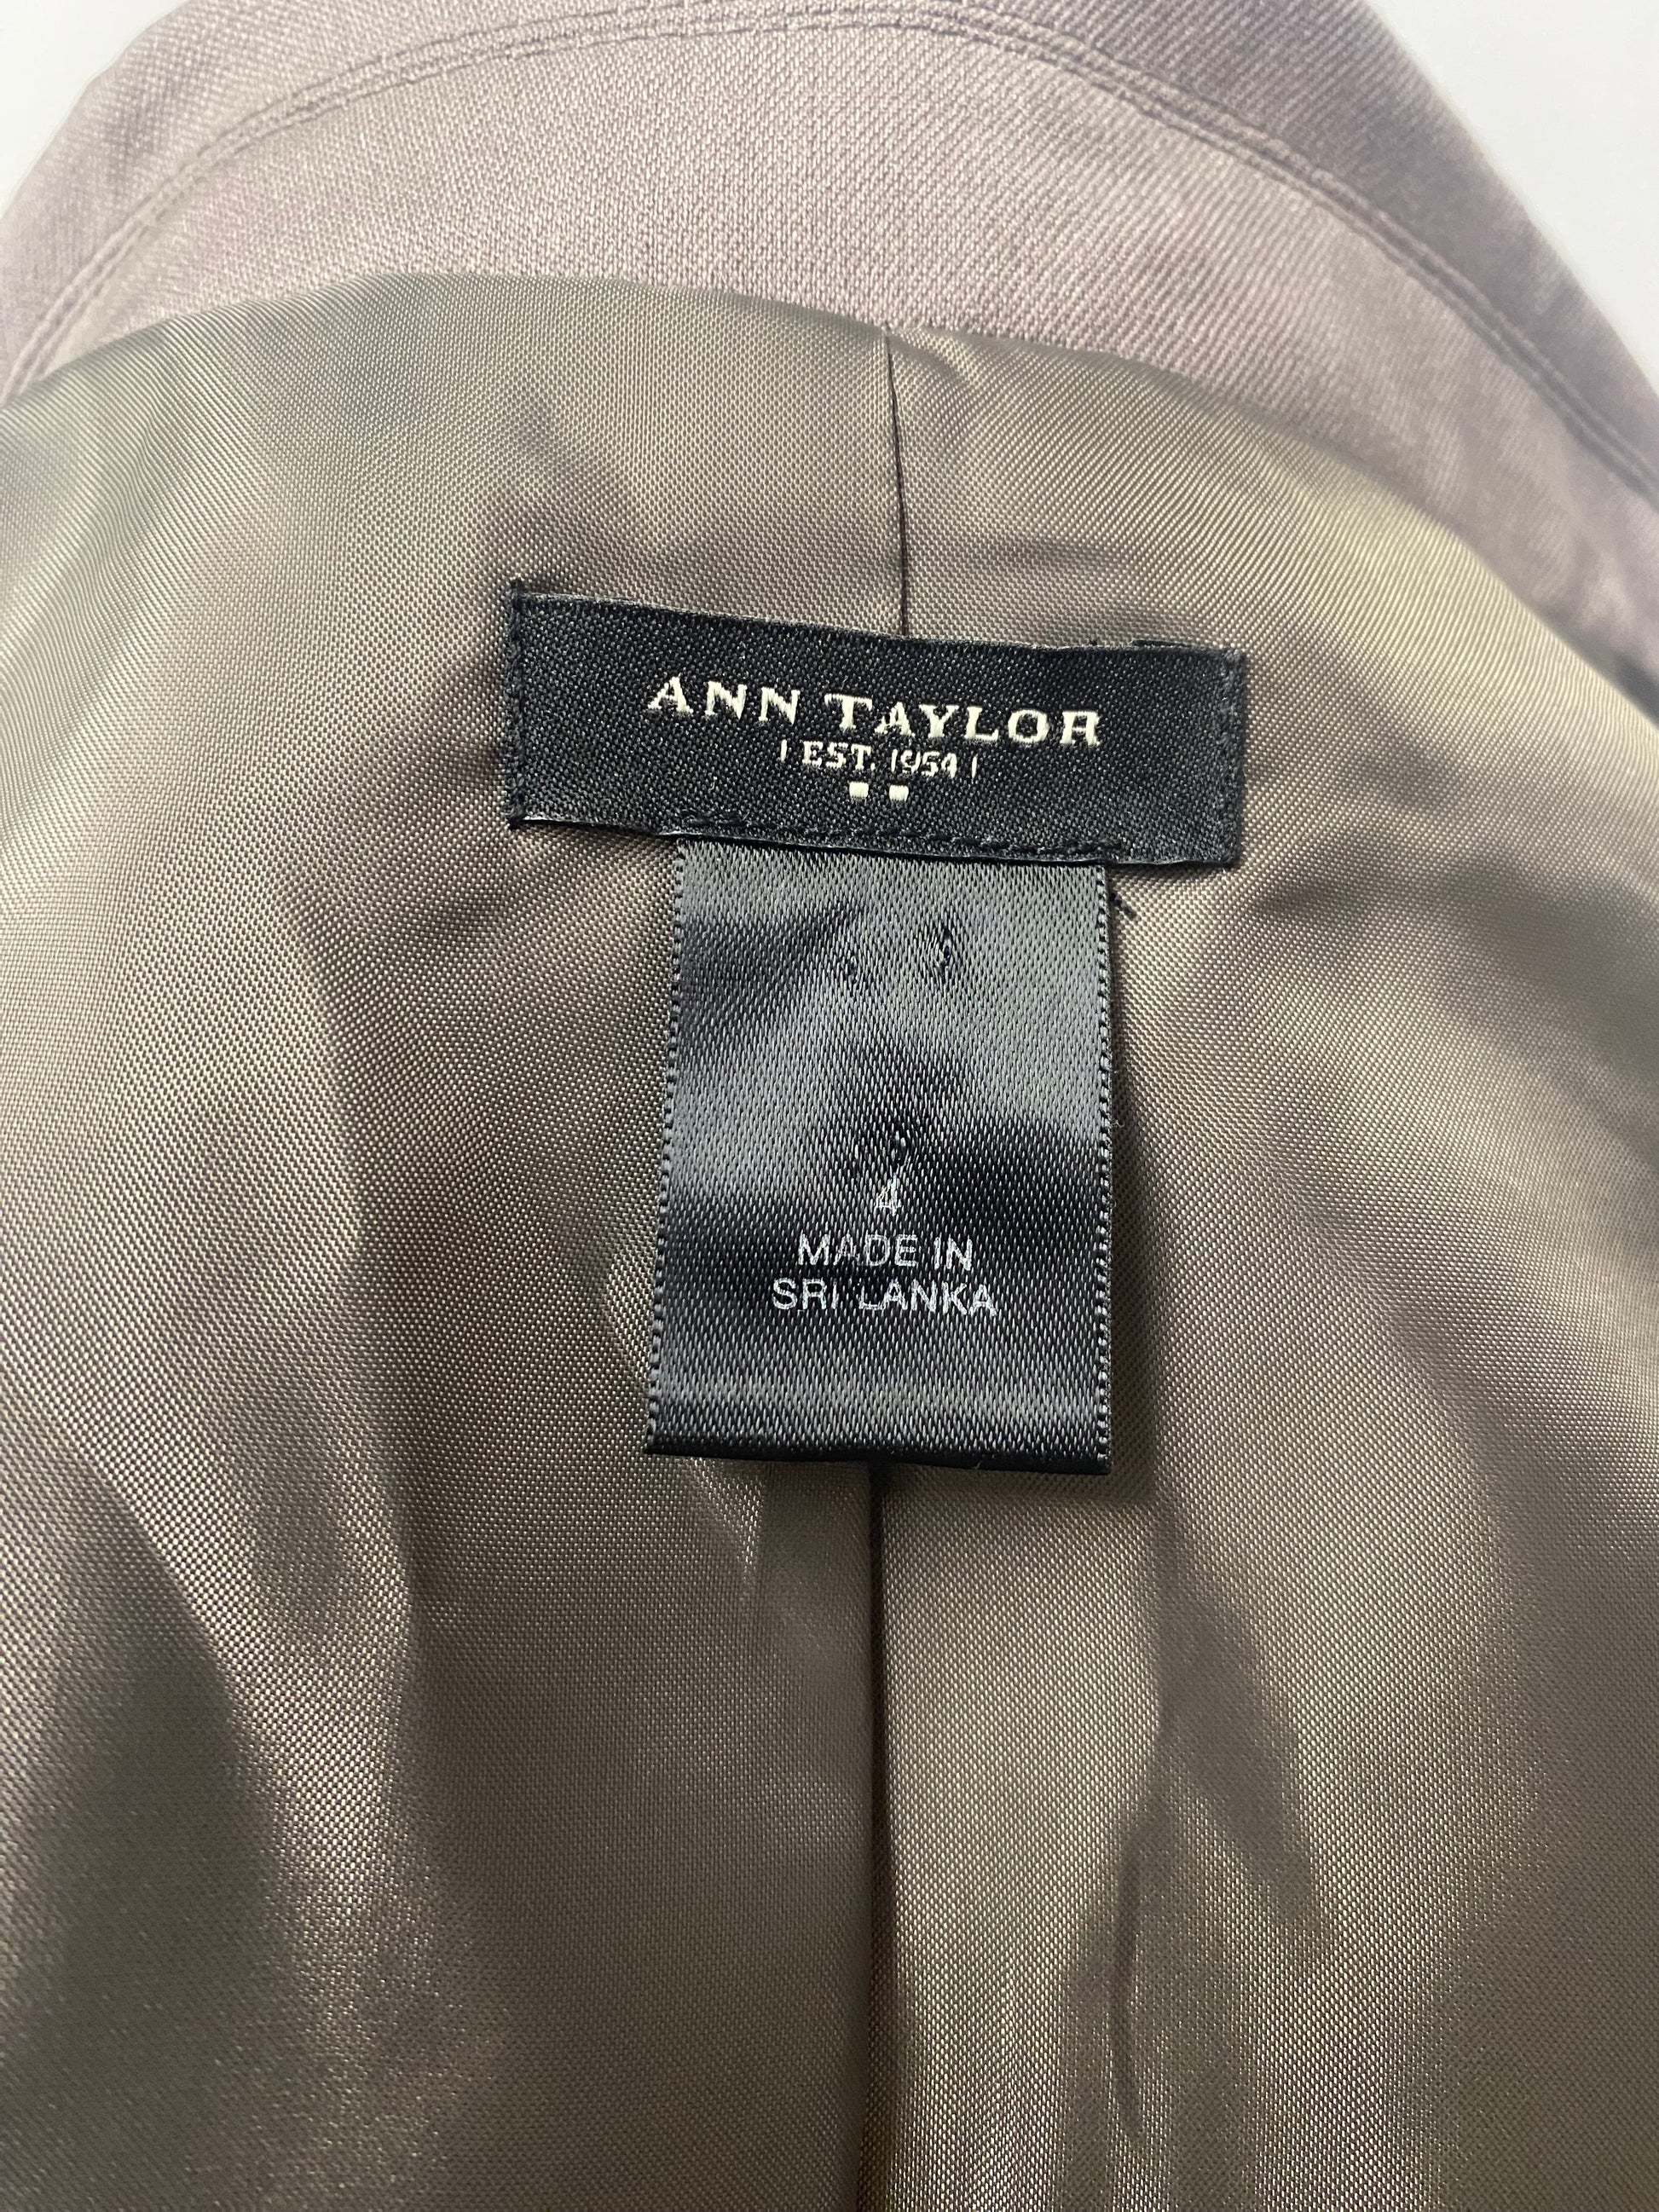 ANN TAYLOR
| EST. 1954 |
4
MADE IN
SRI LANKA